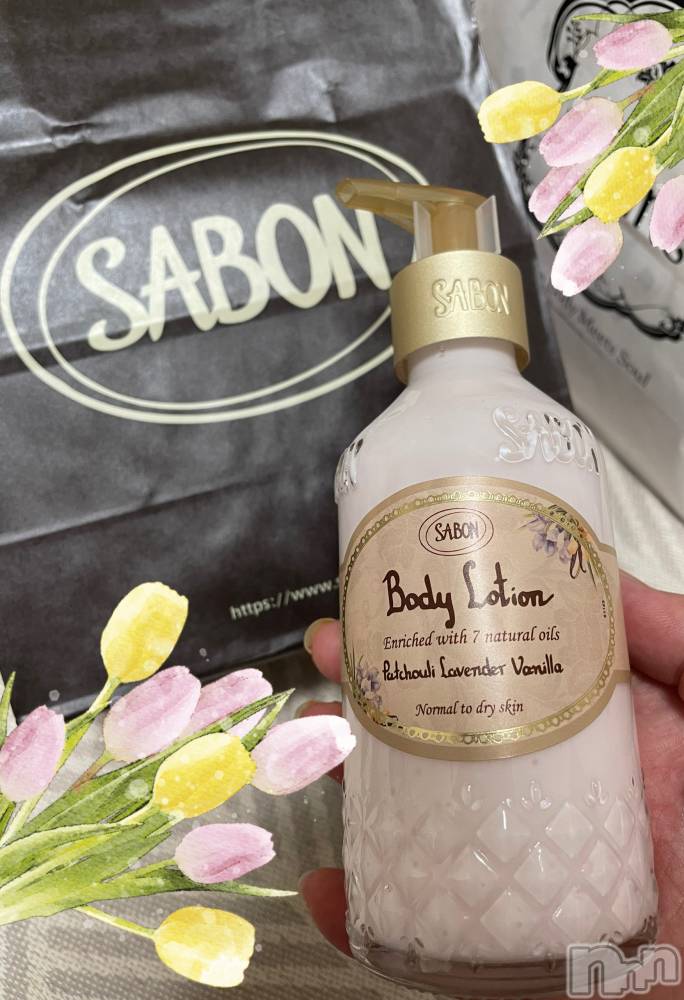 SABON
https://www.s
SABON
SABON
SABON
Body Lotion
Enriched with 7 natural oils
Patchouli Lavender Vanilla
Normal to dry skin
Soul